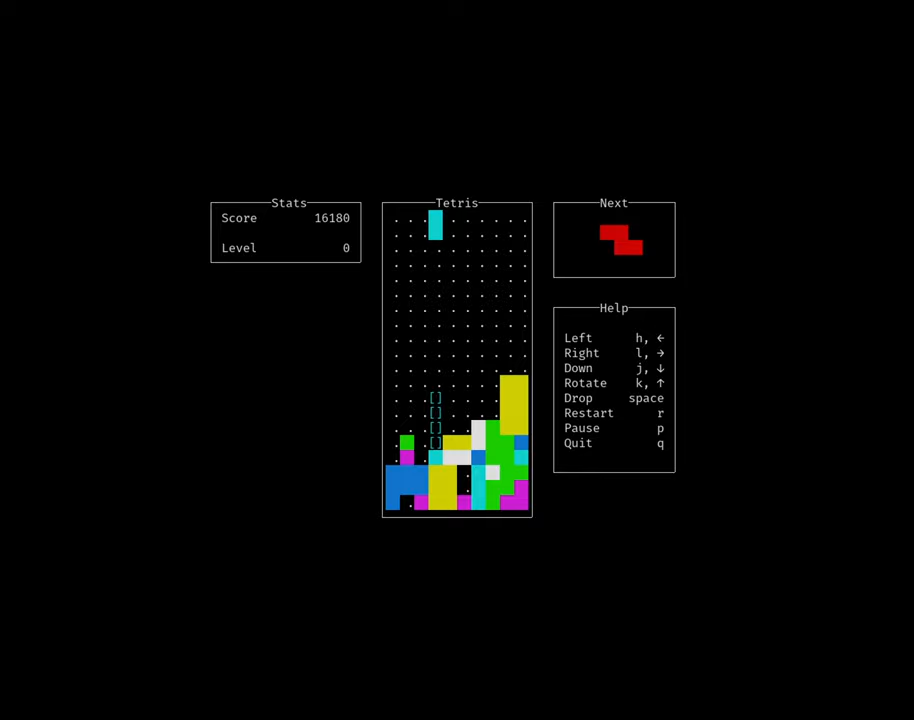 Stats
Score 16180
Level 0
Tetris
[]
[]
[]
[]
Next
Help
Left h, ←
Right l, →
Down j, ↓
Rotate k, ↑
Drop space
Restart r
Pause p
Quit q